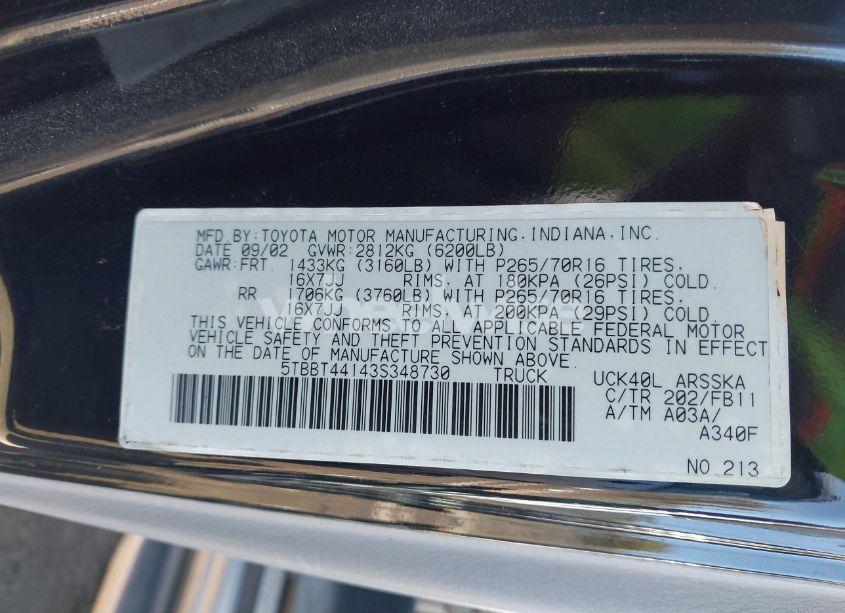 MFD.BY:TOYOTA MOTOR MANUFACTURING,INDIANA,INC.
DATE 09/02 GVWR:2812KG (6200LB)
GAWR:FRT. 1433KG (3160LB) WITH P265/70R16 TIRES.
16X7JJ RIMS. AT 180KPA (26PSI) COLD.
RR 1706KG (3760LB) WITH P265/70R16 TIRES.
16X7JJ RIMS. AT 200KPA (29PSI) COLD.
THIS VEHICLE CONFORMS TO ALL APPLICABLE FEDERAL MOTOR
VEHICLE SAFETY AND THEFT PREVENTION STANDARDS IN EFFECT
ON THE DATE OF MANUFACTURE SHOWN ABOVE.
5TBBT44143S348730 TRUCK UCK40L ARSSKA
C/TR 202/FB11
A/TM A03A/
A340F
NO.213